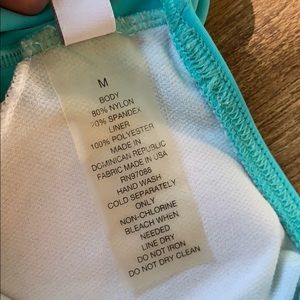 M
BODY
80% NYLON
20% SPANDEX
LINER
100% POLYESTER
MADE IN
DOMINICAN REPUBLIC
FABRIC MADE IN USA
RN97086
HAND WASH
COLD SEPARATELY
ONLY
NON-CHLORINE
BLEACH WHEN
NEEDED
LINE DRY
DO NOT IRON
DO NOT DRY CLEAN